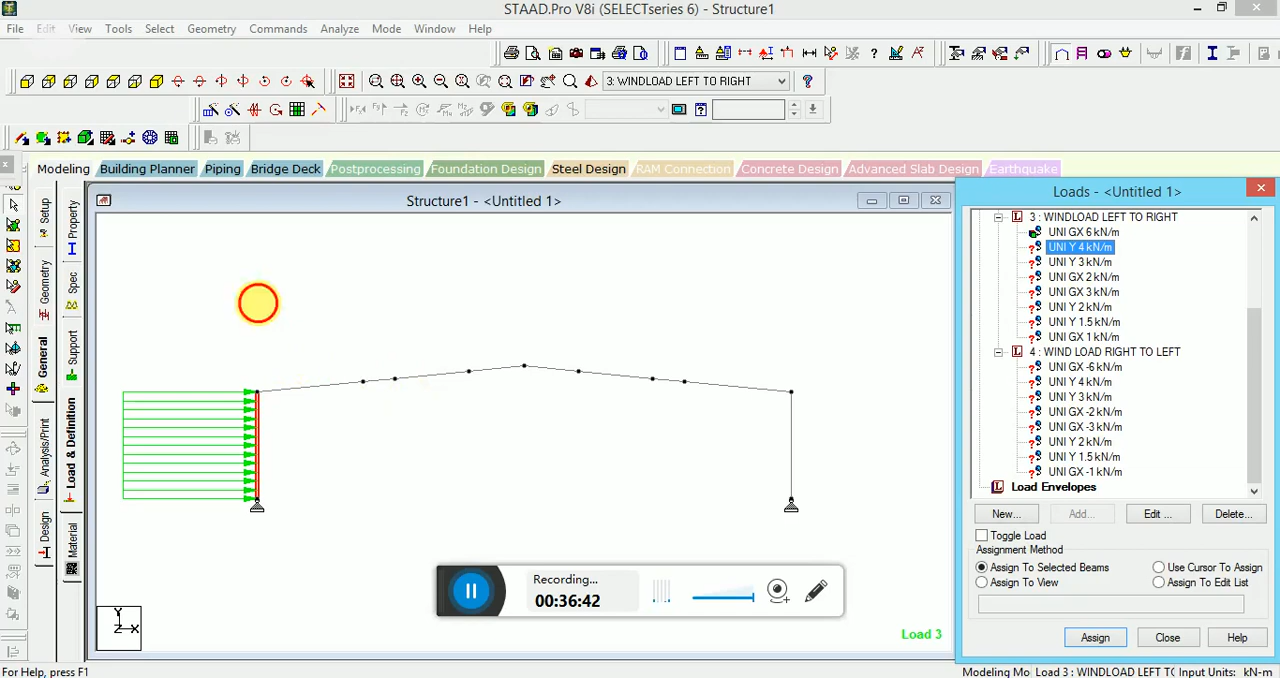 STAAD.Pro V8i (SELECTseries 6) - Structure1
File Edit View Tools Select Geometry Commands Analyze Mode Window Help
3: WINDLOAD LEFT TO RIGHT
Modeling Building Planner Piping Bridge Deck Postprocessing Foundation Design Steel Design RAM Connection Concrete Design Advanced Slab Design Earthquake
Setup
Geometry
General
Analysis/Print
Design
Property
Spec
Support
Load & Definition
Material
Structure1 - <Untitled 1>
Y
Z X
Load 3
Recording...
00:36:42
Loads - <Untitled 1>
3 : WINDLOAD LEFT TO RIGHT
UNI GX 6 kN/m
UNI Y 4 kN/m
UNI Y 3 kN/m
UNI GX 2 kN/m
UNI GX 3 kN/m
UNI Y 2 kN/m
UNI Y 1.5 kN/m
UNI GX 1 kN/m
4 : WIND LOAD RIGHT TO LEFT
UNI GX -6 kN/m
UNI Y 4 kN/m
UNI Y 3 kN/m
UNI GX -2 kN/m
UNI GX -3 kN/m
UNI Y 2 kN/m
UNI Y 1.5 kN/m
UNI GX -1 kN/m
Load Envelopes
New... Add... Edit ... Delete...
Toggle Load
Assignment Method
Assign To Selected Beams Use Cursor To Assign
Assign To View Assign To Edit List
Assign Close Help
For Help, press F1
Modeling Mo Load 3 : WINDLOAD LEFT TC Input Units: kN-m